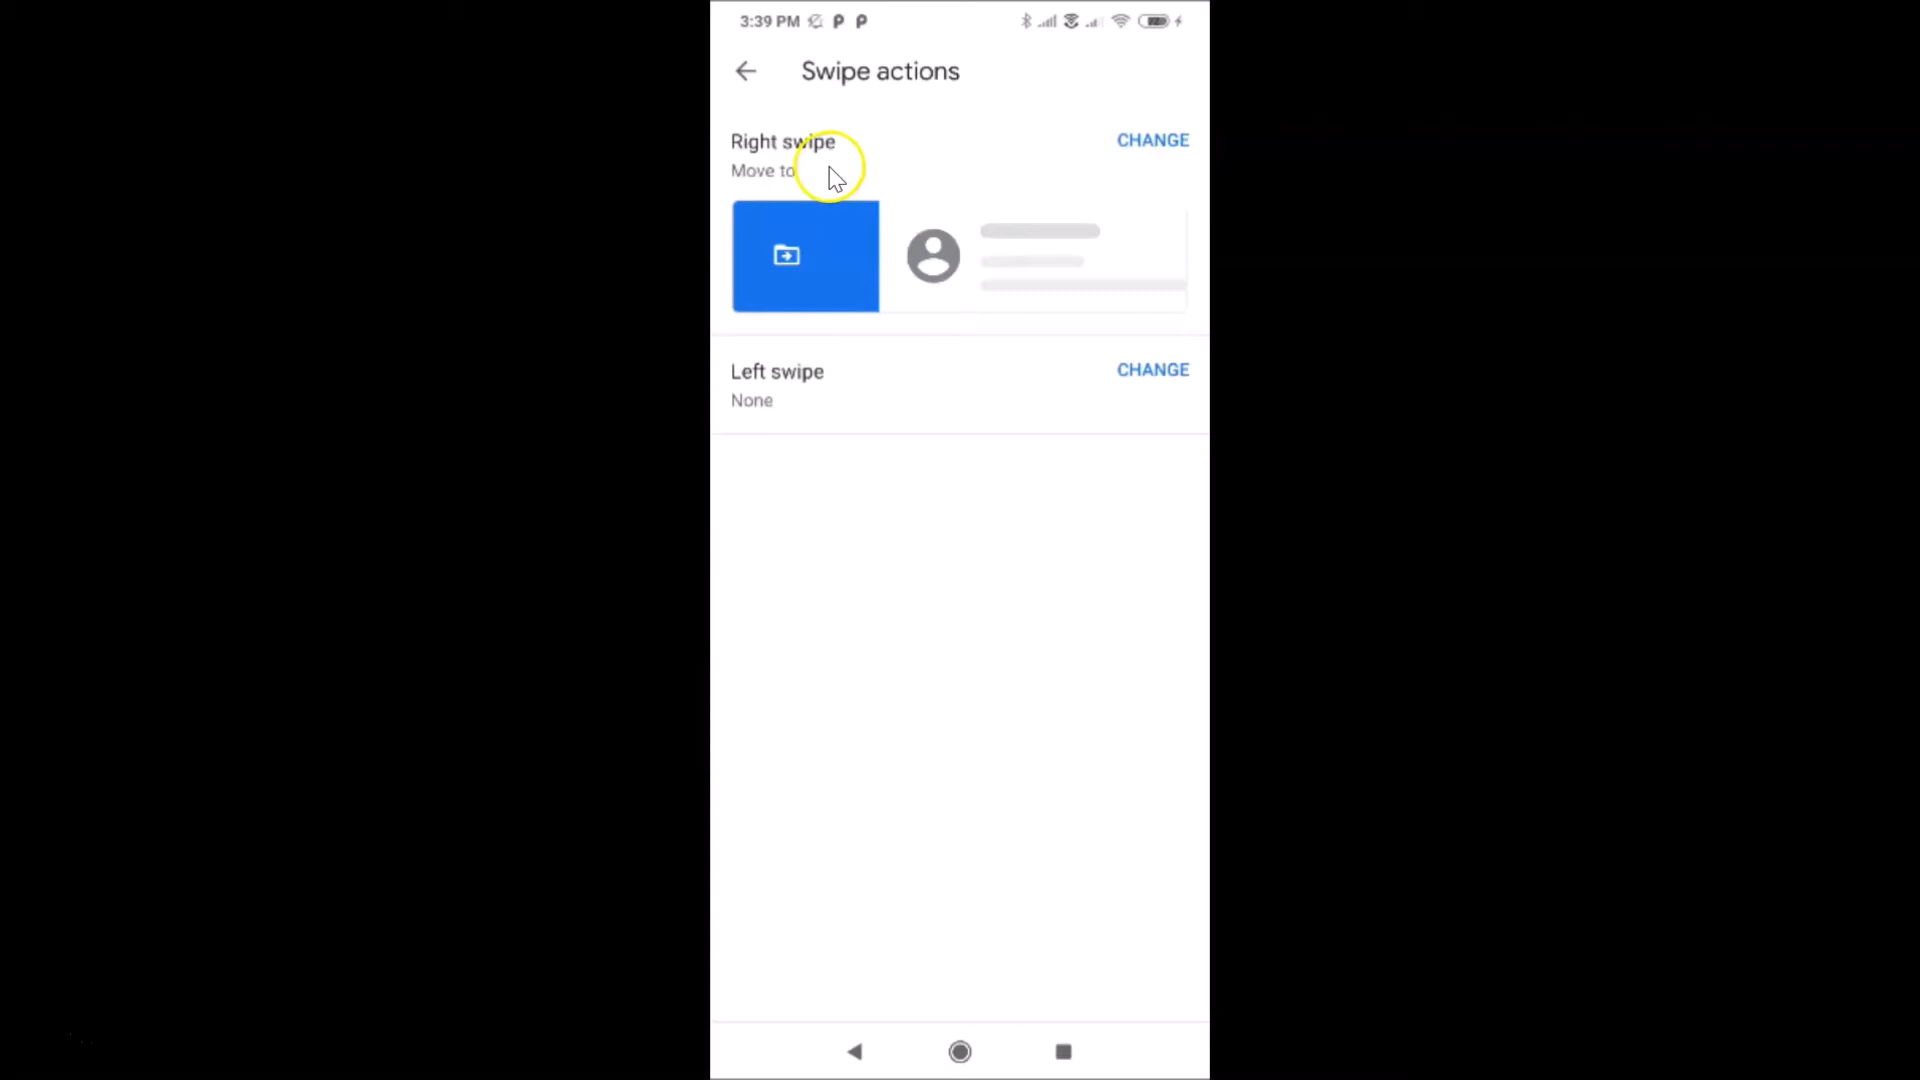 3:39 PM
Swipe actions
Right swipe
CHANGE
Move to
Left swipe
CHANGE
None